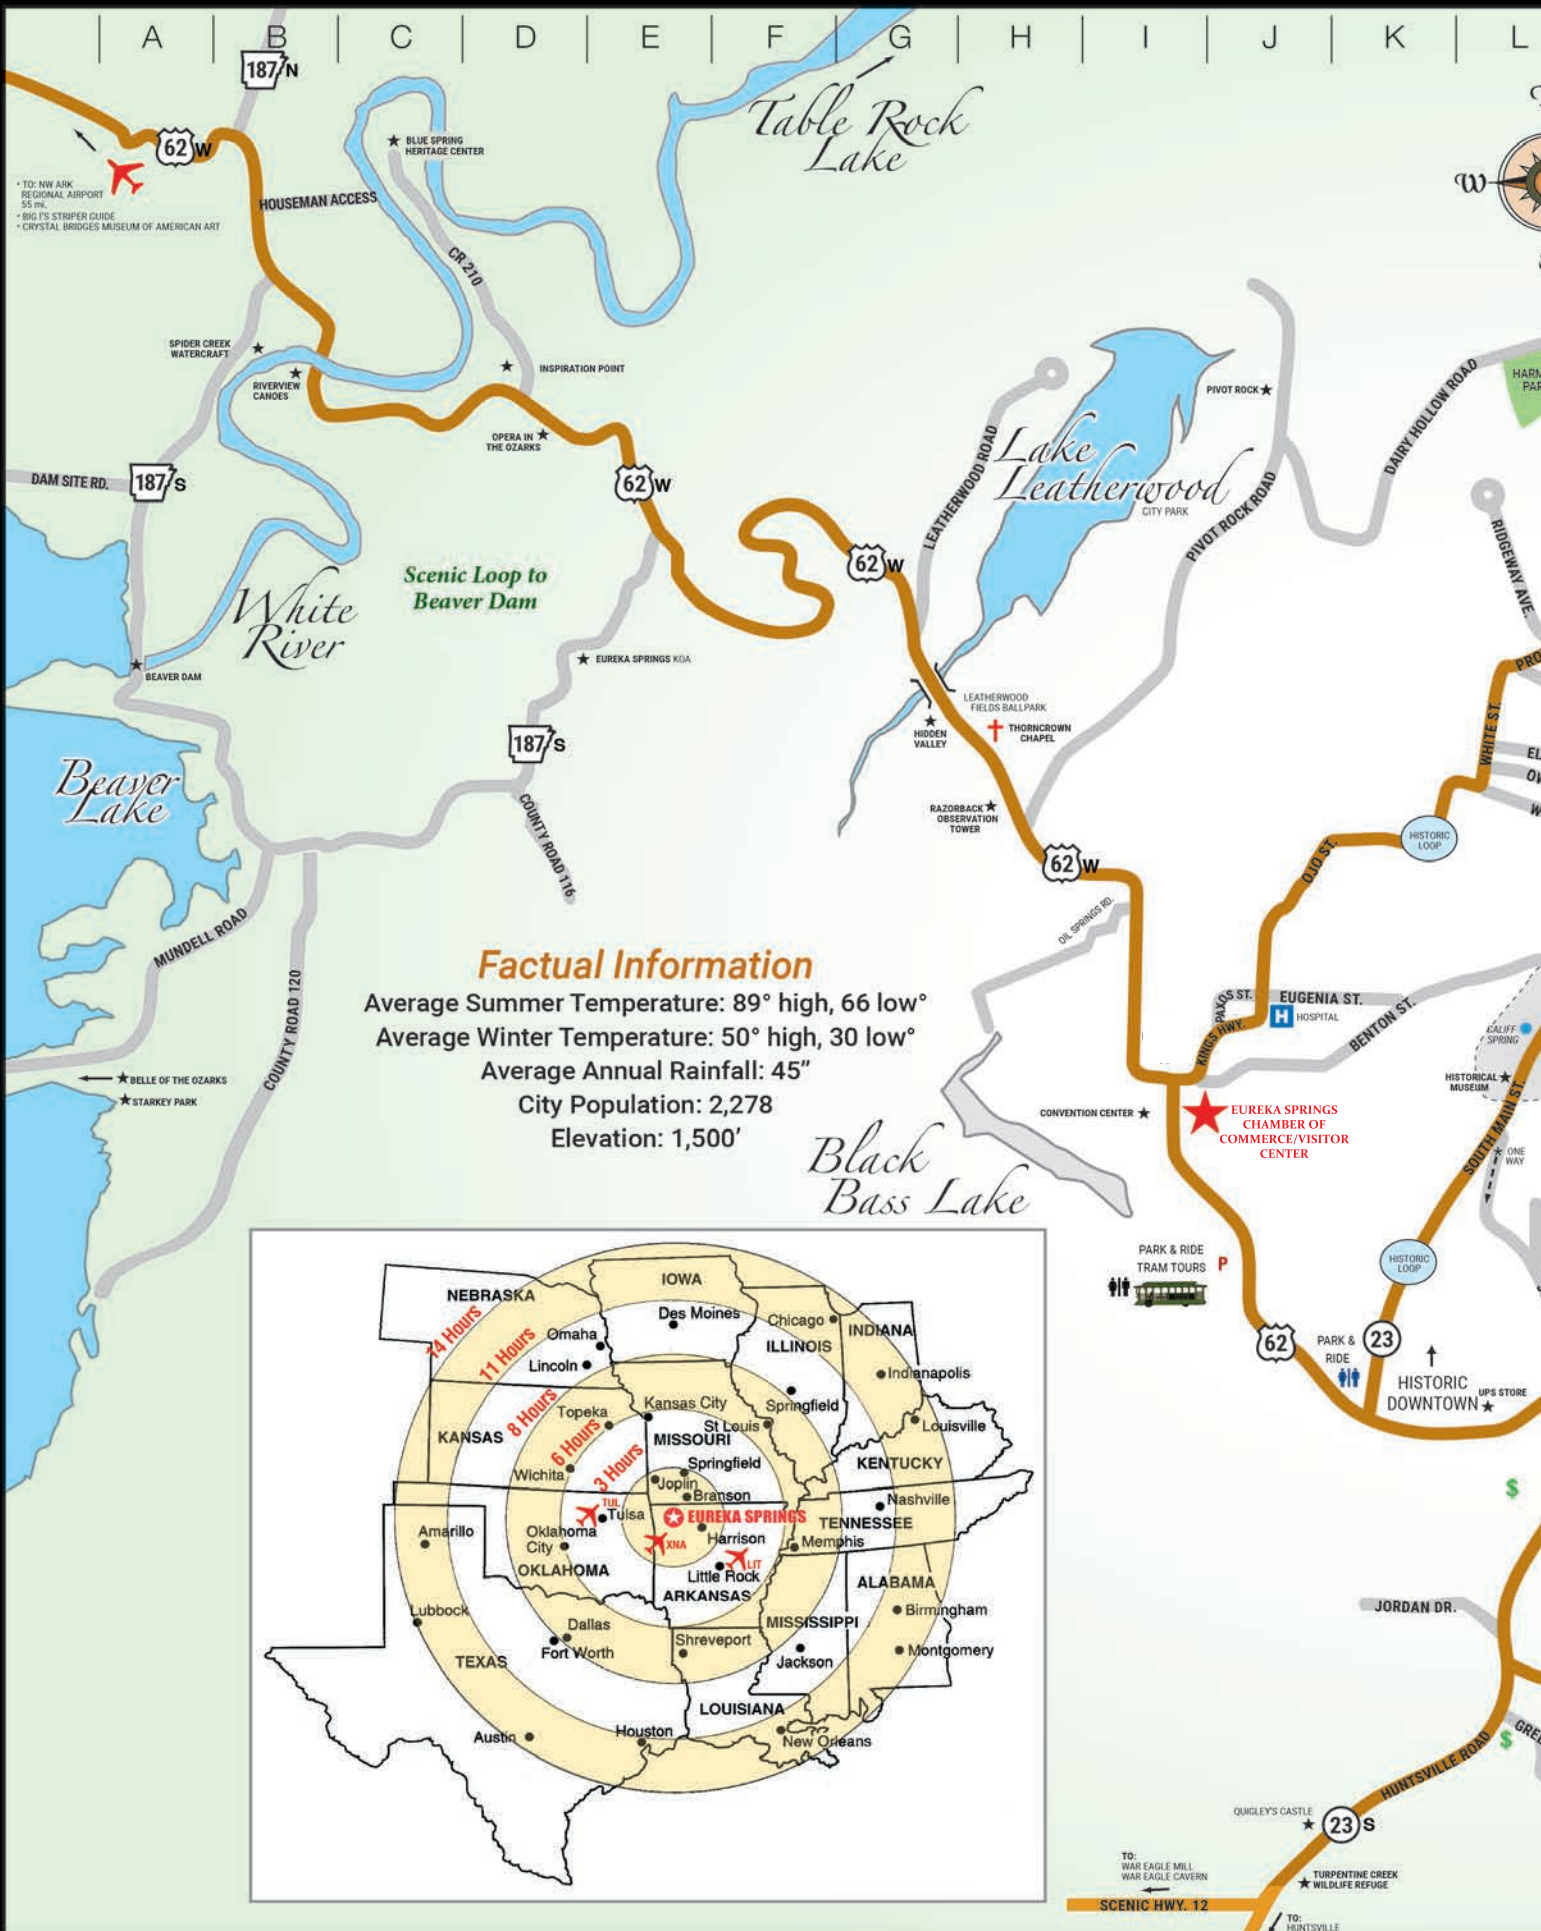 A
B
C
D
E
F
G
H
I
J
K
L
187 N
62 W
TO: NW ARK
REGIONAL AIRPORT
55 mi.
BIG I'S STRIPER GUIDE
CRYSTAL BRIDGES MUSEUM OF AMERICAN ART
HOUSEMAN ACCESS
BLUE SPRING
HERITAGE CENTER
CR 210
Table Rock
Lake
W
SPIDER CREEK
WATERCRAFT
RIVERVIEW
CANOES
INSPIRATION POINT
OPERA IN
THE OZARKS
DAM SITE RD.
187 S
62 W
62 W
LEATHERWOOD ROAD
Lake
Leatherwood
CITY PARK
PIVOT ROCK
PIVOT ROCK ROAD
DAIRY HOLLOW ROAD
HARM
PAR
RIDGEWAY AVE.
Scenic Loop to
Beaver Dam
White
River
BEAVER DAM
EUREKA SPRINGS KOA
187 S
COUNTY ROAD 116
Beaver
Lake
LEATHERWOOD
FIELDS BALLPARK
HIDDEN
VALLEY
THORNCROWN
CHAPEL
RAZORBACK
OBSERVATION
TOWER
62 W
PRO
WHITE ST.
EL
OW
W
HISTORIC
LOOP
OJO ST.
OIL SPRINGS RD.
MUNDELL ROAD
COUNTY ROAD 120
BELLE OF THE OZARKS
STARKEY PARK
Factual Information
Average Summer Temperature: 89° high, 66 low°
Average Winter Temperature: 50° high, 30 low°
Average Annual Rainfall: 45”
City Population: 2,278
Elevation: 1,500’
Black
Bass Lake
PAXOS ST.
EUGENIA ST.
KINGS HWY.
H HOSPITAL
BENTON ST.
CALIFF
SPRING
HISTORICAL
MUSEUM
SOUTH MAIN ST.
ONE
WAY
CONVENTION CENTER
EUREKA SPRINGS
CHAMBER OF
COMMERCE/VISITOR
CENTER
PARK & RIDE
TRAM TOURS
P
HISTORIC
LOOP
62
PARK &
RIDE
23
HISTORIC
DOWNTOWN
UPS STORE
$
JORDAN DR.
$
GREE
HUNTSVILLE ROAD
QUIGLEY'S CASTLE
23 S
TO:
WAR EAGLE MILL
WAR EAGLE CAVERN
TURPENTINE CREEK
WILDLIFE REFUGE
SCENIC HWY. 12
TO:
HUNTSVILLE
NEBRASKA
IOWA
14 Hours
11 Hours
8 Hours
6 Hours
3 Hours
Omaha
Lincoln
Des Moines
Chicago
ILLINOIS
INDIANA
Indianapolis
Topeka
Kansas City
Springfield
St Louis
Louisville
KANSAS
MISSOURI
KENTUCKY
Wichita
Springfield
Joplin
Branson
Nashville
TUL
Tulsa
EUREKA SPRINGS
TENNESSEE
Amarillo
Oklahoma
City
XNA
Harrison
Memphis
OKLAHOMA
LIT
Little Rock
ARKANSAS
ALABAMA
Lubbock
MISSISSIPPI
Birmingham
Dallas
Fort Worth
Shreveport
Jackson
Montgomery
TEXAS
LOUISIANA
Austin
Houston
New Orleans